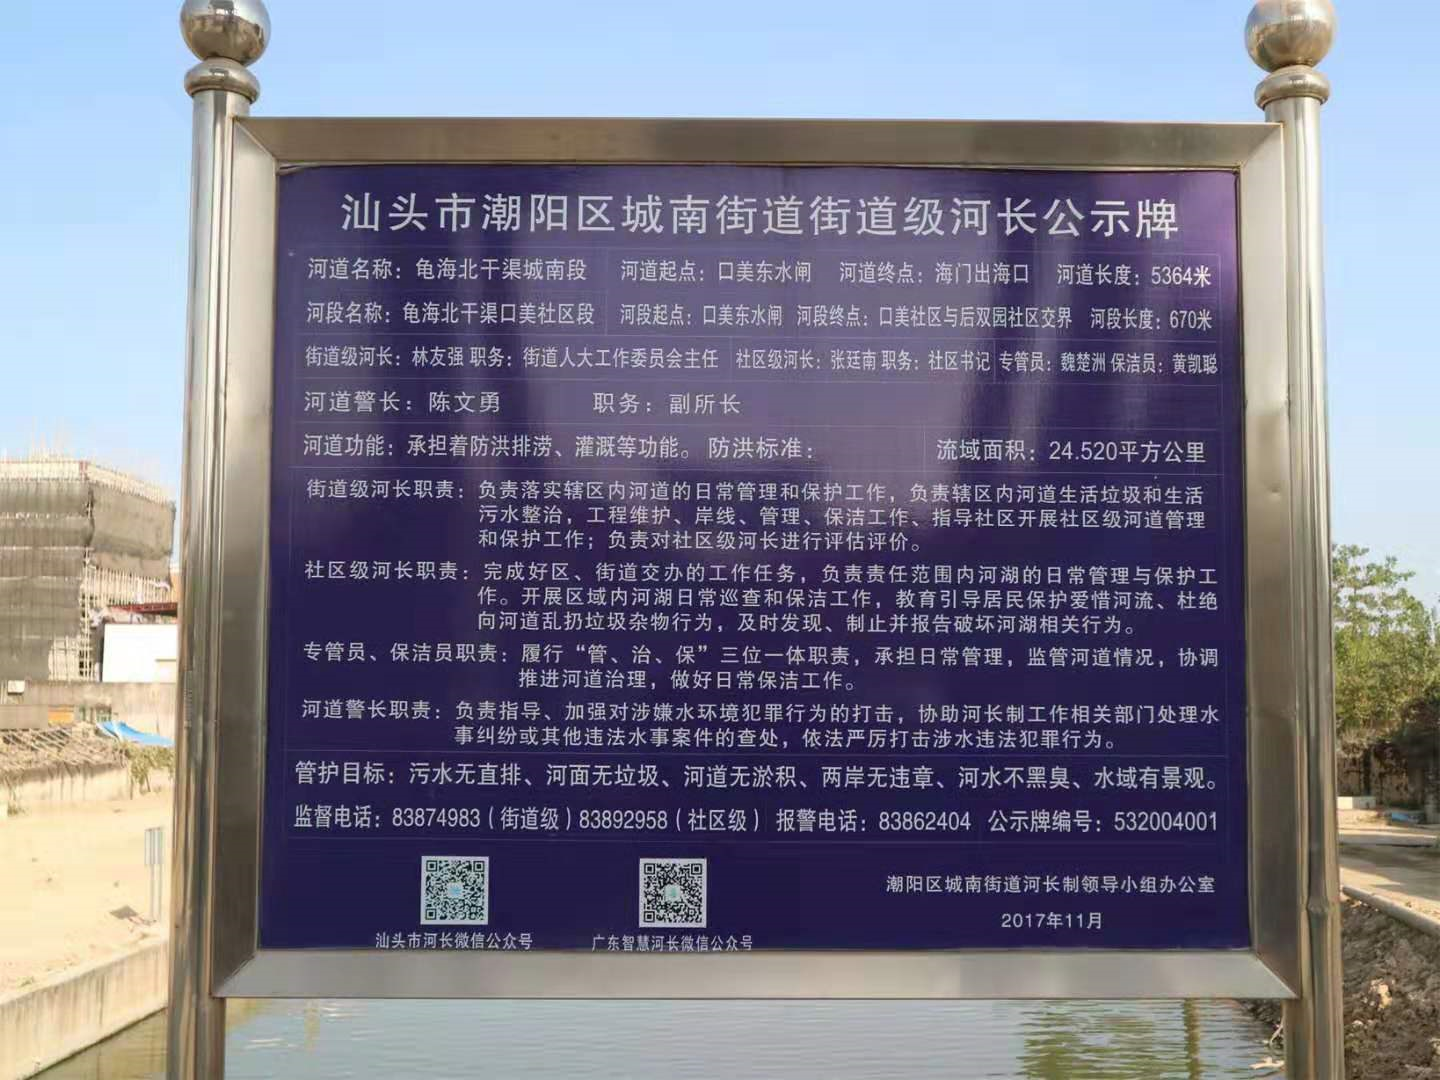 汕头市潮阳区城南街道街道级河长公示牌
河道名称：龟海北干渠城南段 河道起点：口美东水闸 河道终点：海门出海口 河道长度：5364米
河段名称：龟海北干渠口美社区段 河段起点：口美东水闸 河段终点：口美社区与后双园社区交界 河段长度：670米
街道级河长：林友强 职务：街道人大工作委员会主任 社区级河长：张廷南 职务：社区书记 专管员：魏楚洲 保洁员：黄凯聪
河道警长：陈文勇 职务：副所长
河道功能：承担着防洪排涝、灌溉等功能。 防洪标准： 流域面积：24.520平方公里
街道级河长职责：负责落实辖区内河道的日常管理和保护工作，负责辖区内河道生活垃圾和生活
污水整治，工程维护、岸线、管理、保洁工作、指导社区开展社区级河道管理
和保护工作；负责对社区级河长进行评估评价。
社区级河长职责：完成好区、街道交办的工作任务，负责责任范围内河湖的日常管理与保护工
作。开展区域内河湖日常巡查和保洁工作，教育引导居民保护爱惜河流、杜绝
向河道乱扔垃圾杂物行为，及时发现、制止并报告破坏河湖相关行为。
专管员、保洁员职责：履行“管、治、保”三位一体职责，承担日常管理，监管河道情况，协调
推进河道治理，做好日常保洁工作。
河道警长职责：负责指导、加强对涉嫌水环境犯罪行为的打击，协助河长制工作相关部门处理水
事纠纷或其他违法水事案件的查处，依法严厉打击涉水违法犯罪行为。
管护目标：污水无直排、河面无垃圾、河道无淤积、两岸无违章、河水不黑臭、水域有景观。
监督电话：83874983（街道级）83892958（社区级） 报警电话：83862404 公示牌编号：532004001
汕头市河长微信公众号 广东智慧河长微信公众号
潮阳区城南街道河长制领导小组办公室
2017年11月